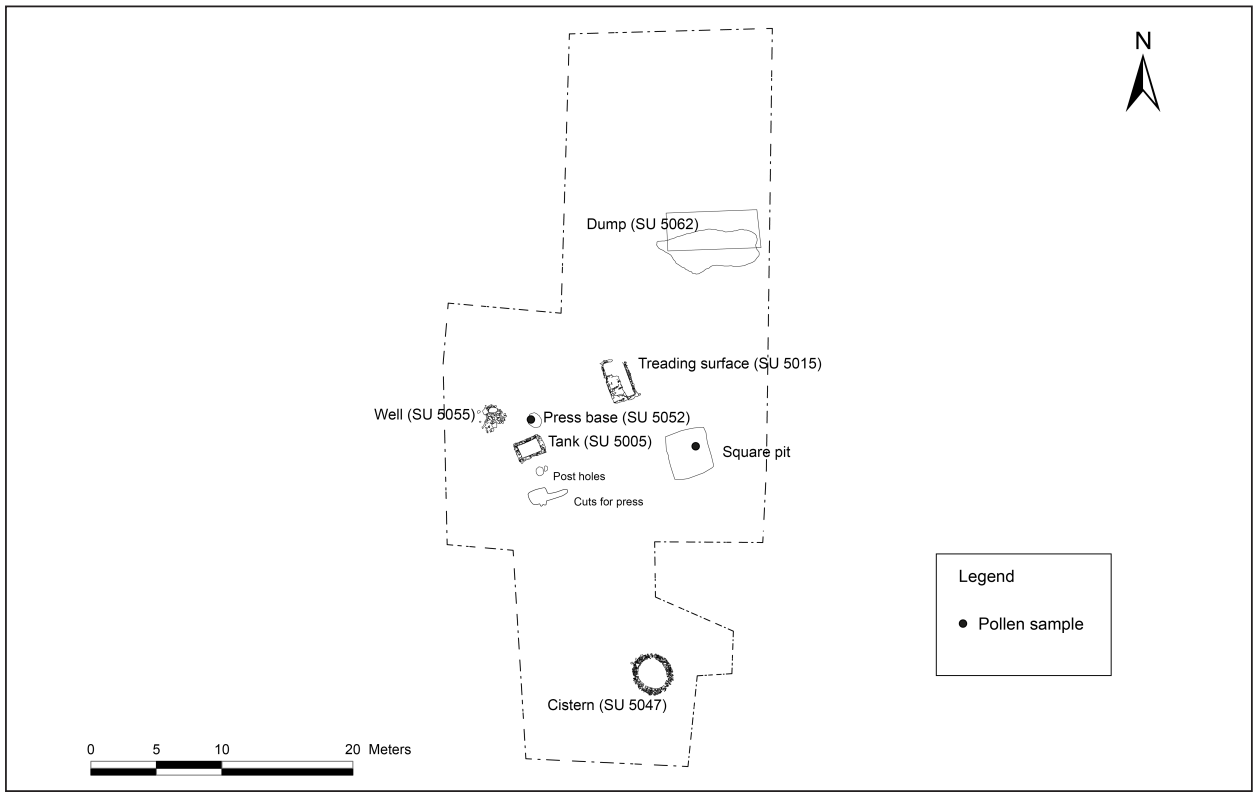 N
Dump (SU 5062)
Treading surface (SU 5015)
Well (SU 5055)
Press base (SU 5052)
Tank (SU 5005)
Square pit
Post holes
Cuts for press
Legend
Pollen sample
Cistern (SU 5047)
0 5 10 20 Meters